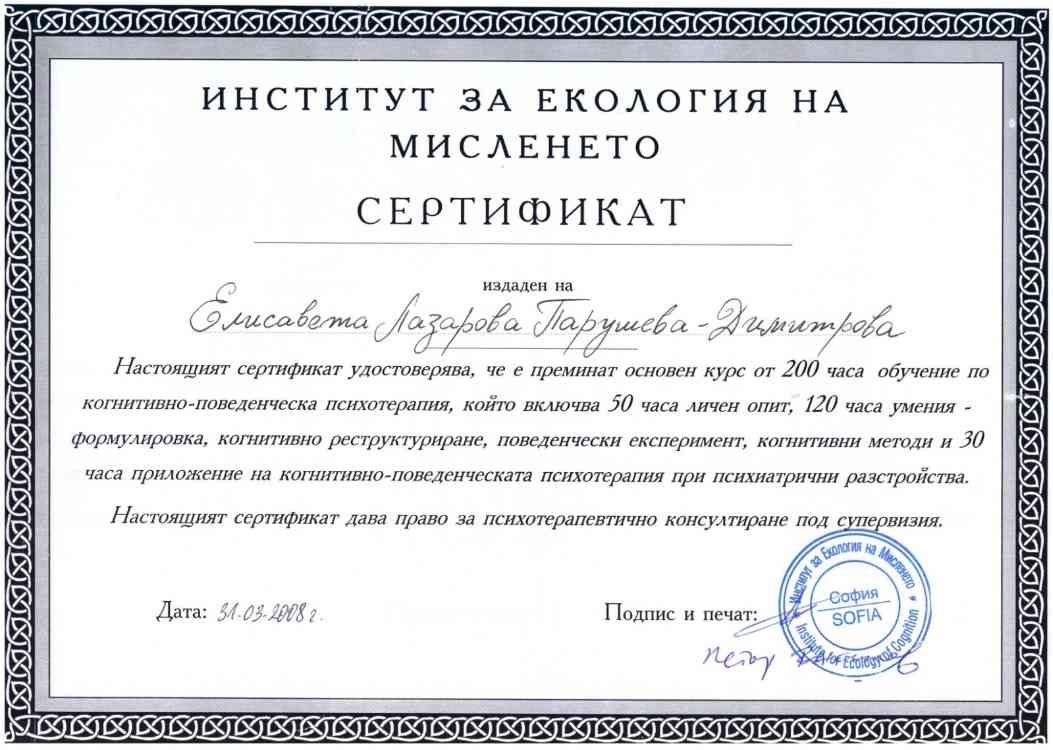 ИНСТИТУТ ЗА ЕКОЛОГИЯ НА
МИСЛЕНЕТО
СЕРТИФИКАТ
издаден на
Елисавета Лазарова Парушева-Димитрова
Настоящият сертификат удостоверява, че е преминат основен курс от 200 часа обучение по
когнитивно-поведенческа психотерапия, който включва 50 часа личен опит, 120 часа умения -
формулировка, когнитивно реструктуриране, поведенчески експеримент, когнитивни методи и 30
часа приложение на когнитивно-поведенческата психотерапия при психиатрични разстройства.
Настоящият сертификат дава право за психотерапевтично консултиране под супервизия.
Дата: 31.03.2008г.
Подпис и печат:
Институт за Екология на Мисленето
София
SOFIA
Institute for Ecology of Cognition
Петър